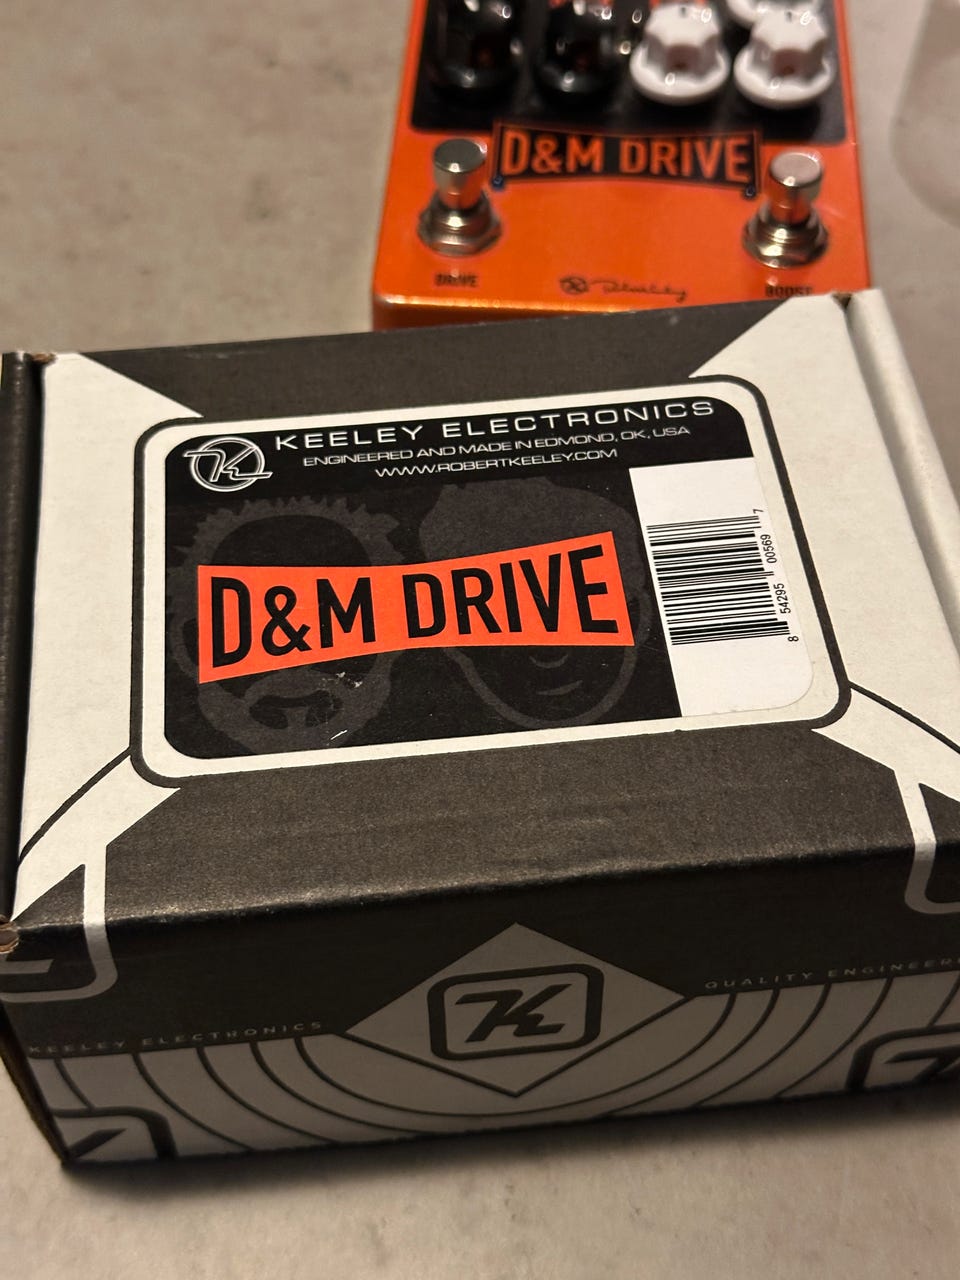 D&M DRIVE
DRIVE
BOOST
KEELEY ELECTRONICS
ENGINEERED AND MADE IN EDMOND, OK, USA
WWW.ROBERTKEELEY.COM
D&M DRIVE
8 54295 00569 7
K
KEELEY ELECTRONICS
QUALITY ENGINEERE